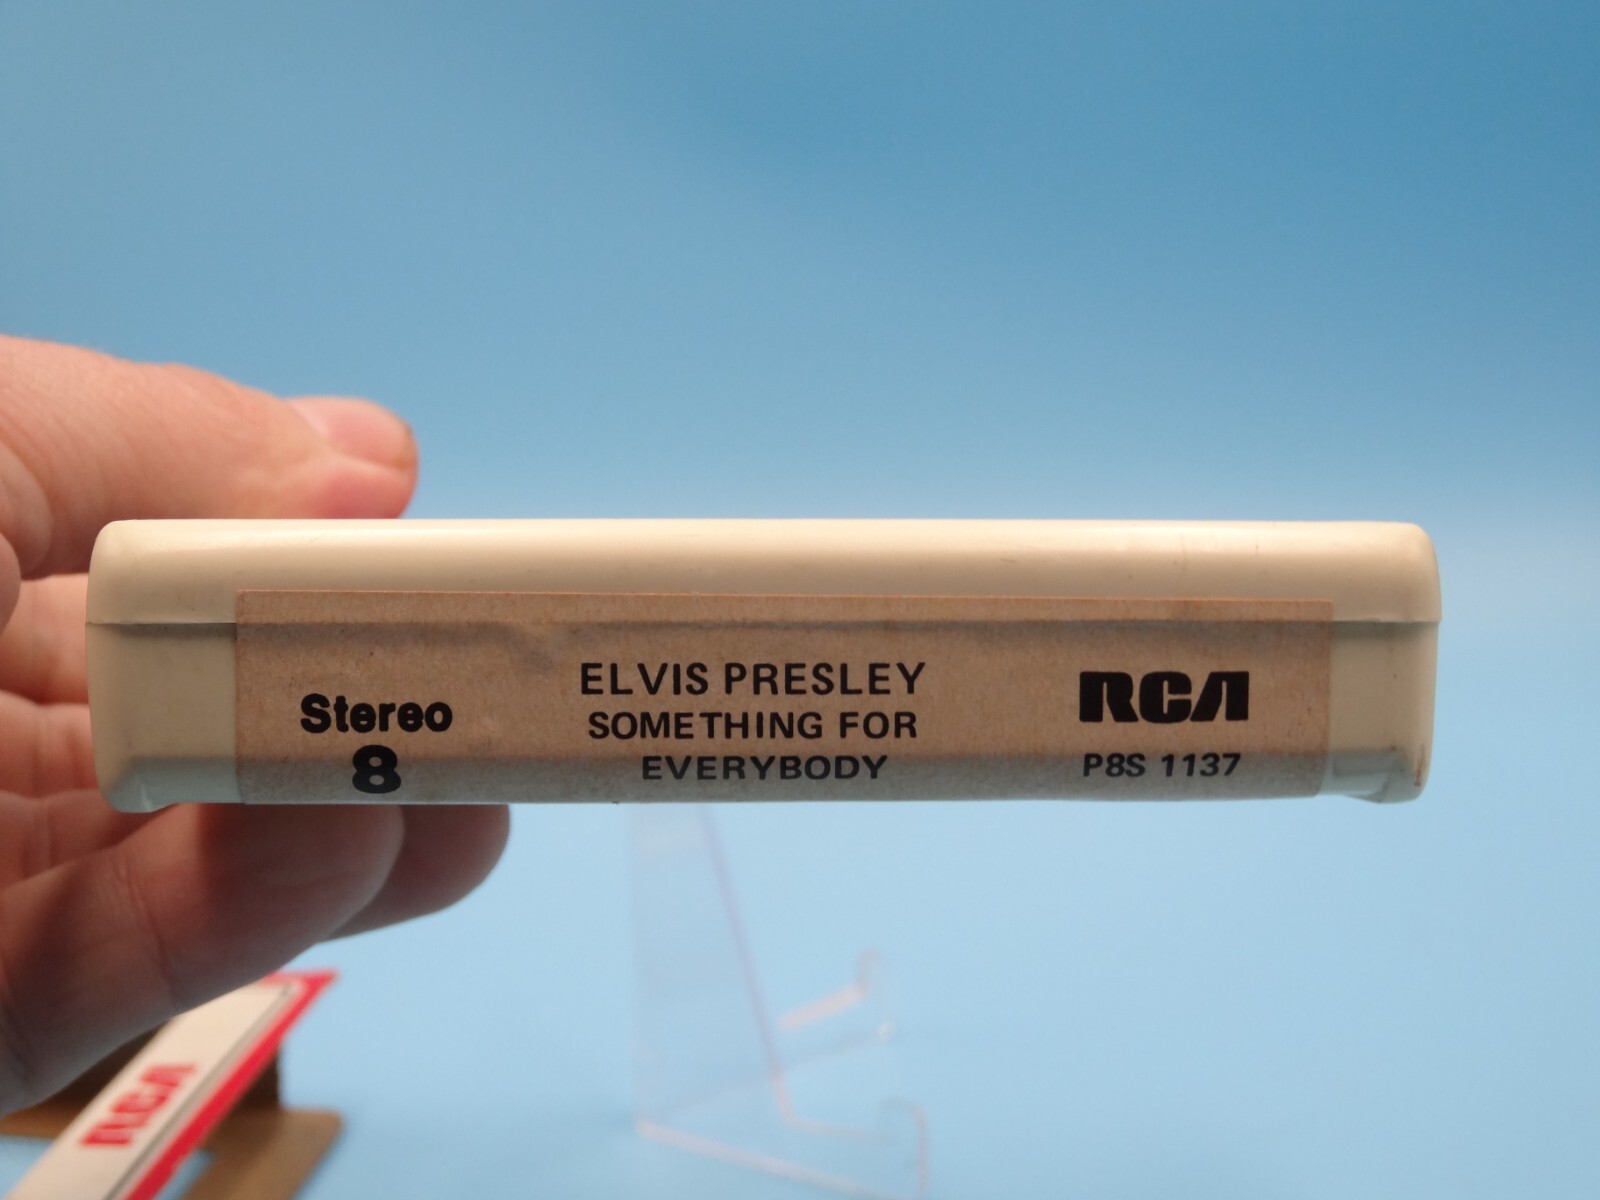 Stereo
8
ELVIS PRESLEY
SOMETHING FOR
EVERYBODY
RCA
P8S 1137
RCA